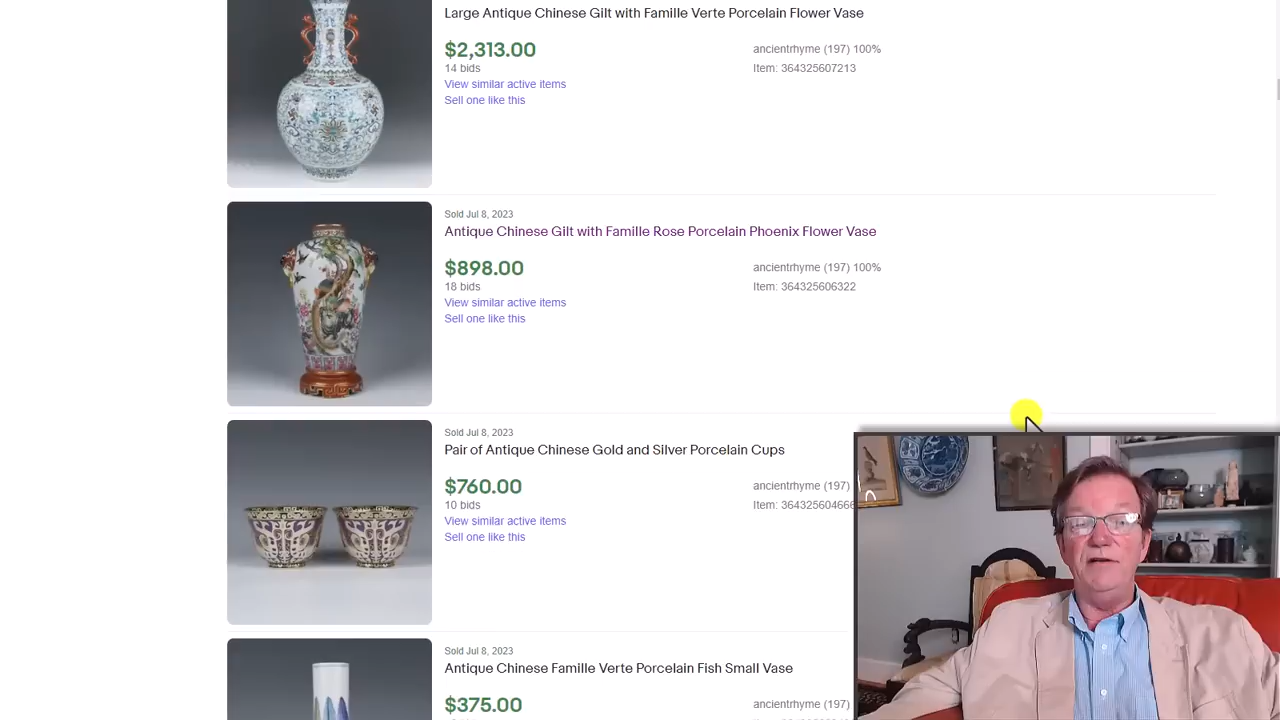 Large Antique Chinese Gilt with Famille Verte Porcelain Flower Vase
$2,313.00
ancientrhyme (197) 100%
14 bids
Item: 364325607213
View similar active items
Sell one like this
Sold Jul 8, 2023
Antique Chinese Gilt with Famille Rose Porcelain Phoenix Flower Vase
$898.00
ancientrhyme (197) 100%
18 bids
Item: 364325606322
View similar active items
Sell one like this
Sold Jul 8, 2023
Pair of Antique Chinese Gold and Silver Porcelain Cups
$760.00
ancientrhyme (197)
10 bids
Item: 364325604666
View similar active items
Sell one like this
Sold Jul 8, 2023
Antique Chinese Famille Verte Porcelain Fish Small Vase
$375.00
ancientrhyme (197)